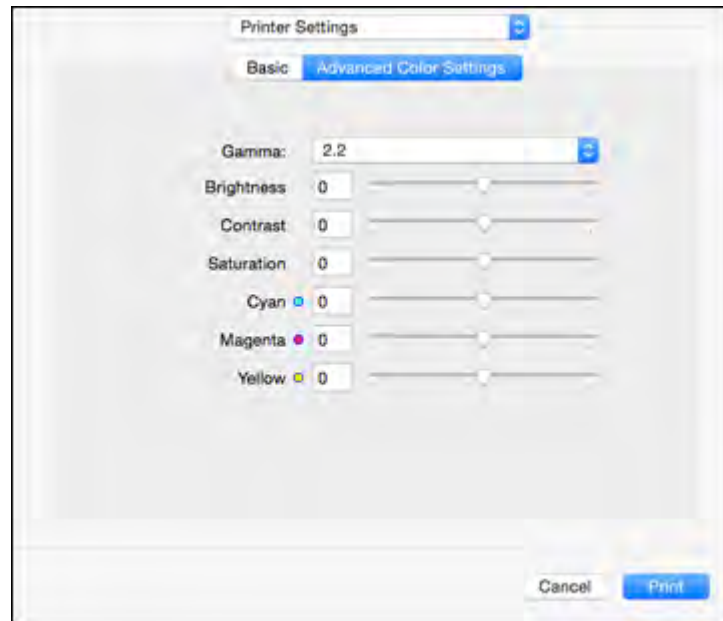 Printer Settings
Basic Advanced Color Settings
Gamma: 2.2
Brightness 0
Contrast 0
Saturation 0
Cyan 0
Magenta 0
Yellow 0
Cancel Print